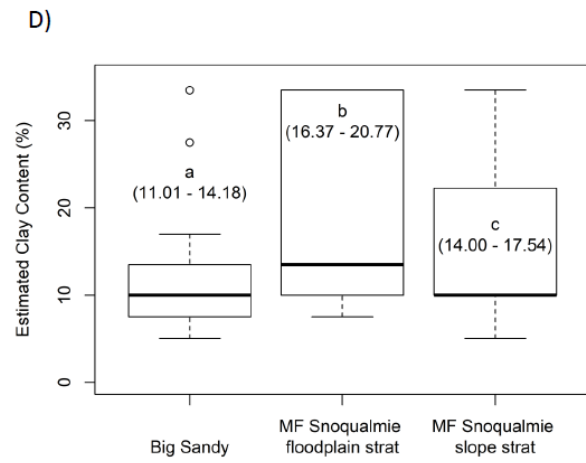 D)
Estimated Clay Content (%)
30
20
10
0
a
(11.01 - 14.18)
b
(16.37 - 20.77)
c
(14.00 - 17.54)
Big Sandy
MF Snoqualmie
floodplain strat
MF Snoqualmie
slope strat